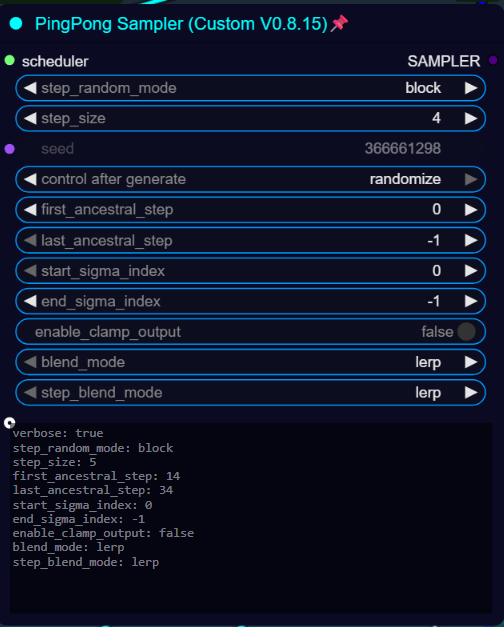 PingPong Sampler (Custom V0.8.15)📌
scheduler SAMPLER
step_random_mode block
step_size 4
seed 366661298
control after generate randomize
first_ancestral_step 0
last_ancestral_step -1
start_sigma_index 0
end_sigma_index -1
enable_clamp_output false
blend_mode lerp
step_blend_mode lerp
verbose: true
step_random_mode: block
step_size: 5
first_ancestral_step: 14
last_ancestral_step: 34
start_sigma_index: 0
end_sigma_index: -1
enable_clamp_output: false
blend_mode: lerp
step_blend_mode: lerp